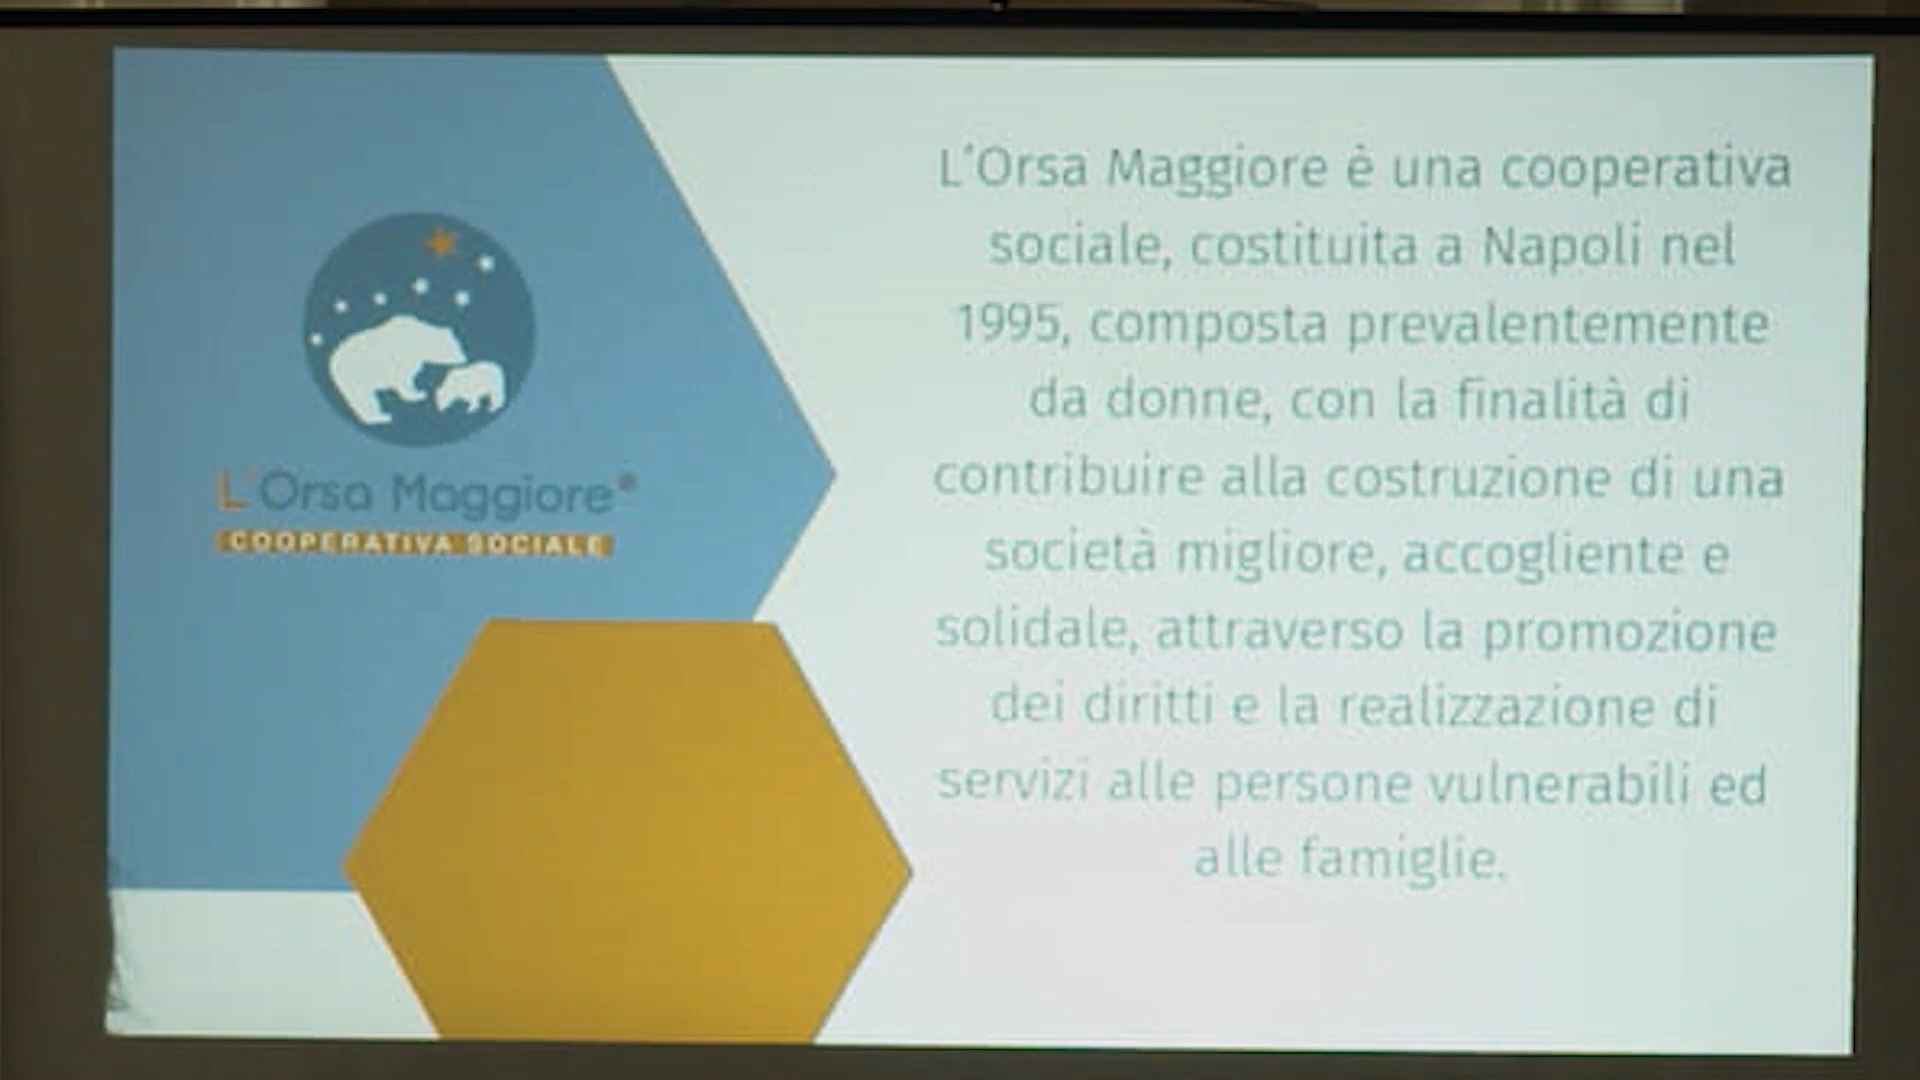 L'Orsa Maggiore
COOPERATIVA SOCIALE
L'Orsa Maggiore è una cooperativa
sociale, costituita a Napoli nel
1995, composta prevalentemente
da donne, con la finalità di
contribuire alla costruzione di una
società migliore, accogliente e
solidale, attraverso la promozione
dei diritti e la realizzazione di
servizi alle persone vulnerabili ed
alle famiglie.